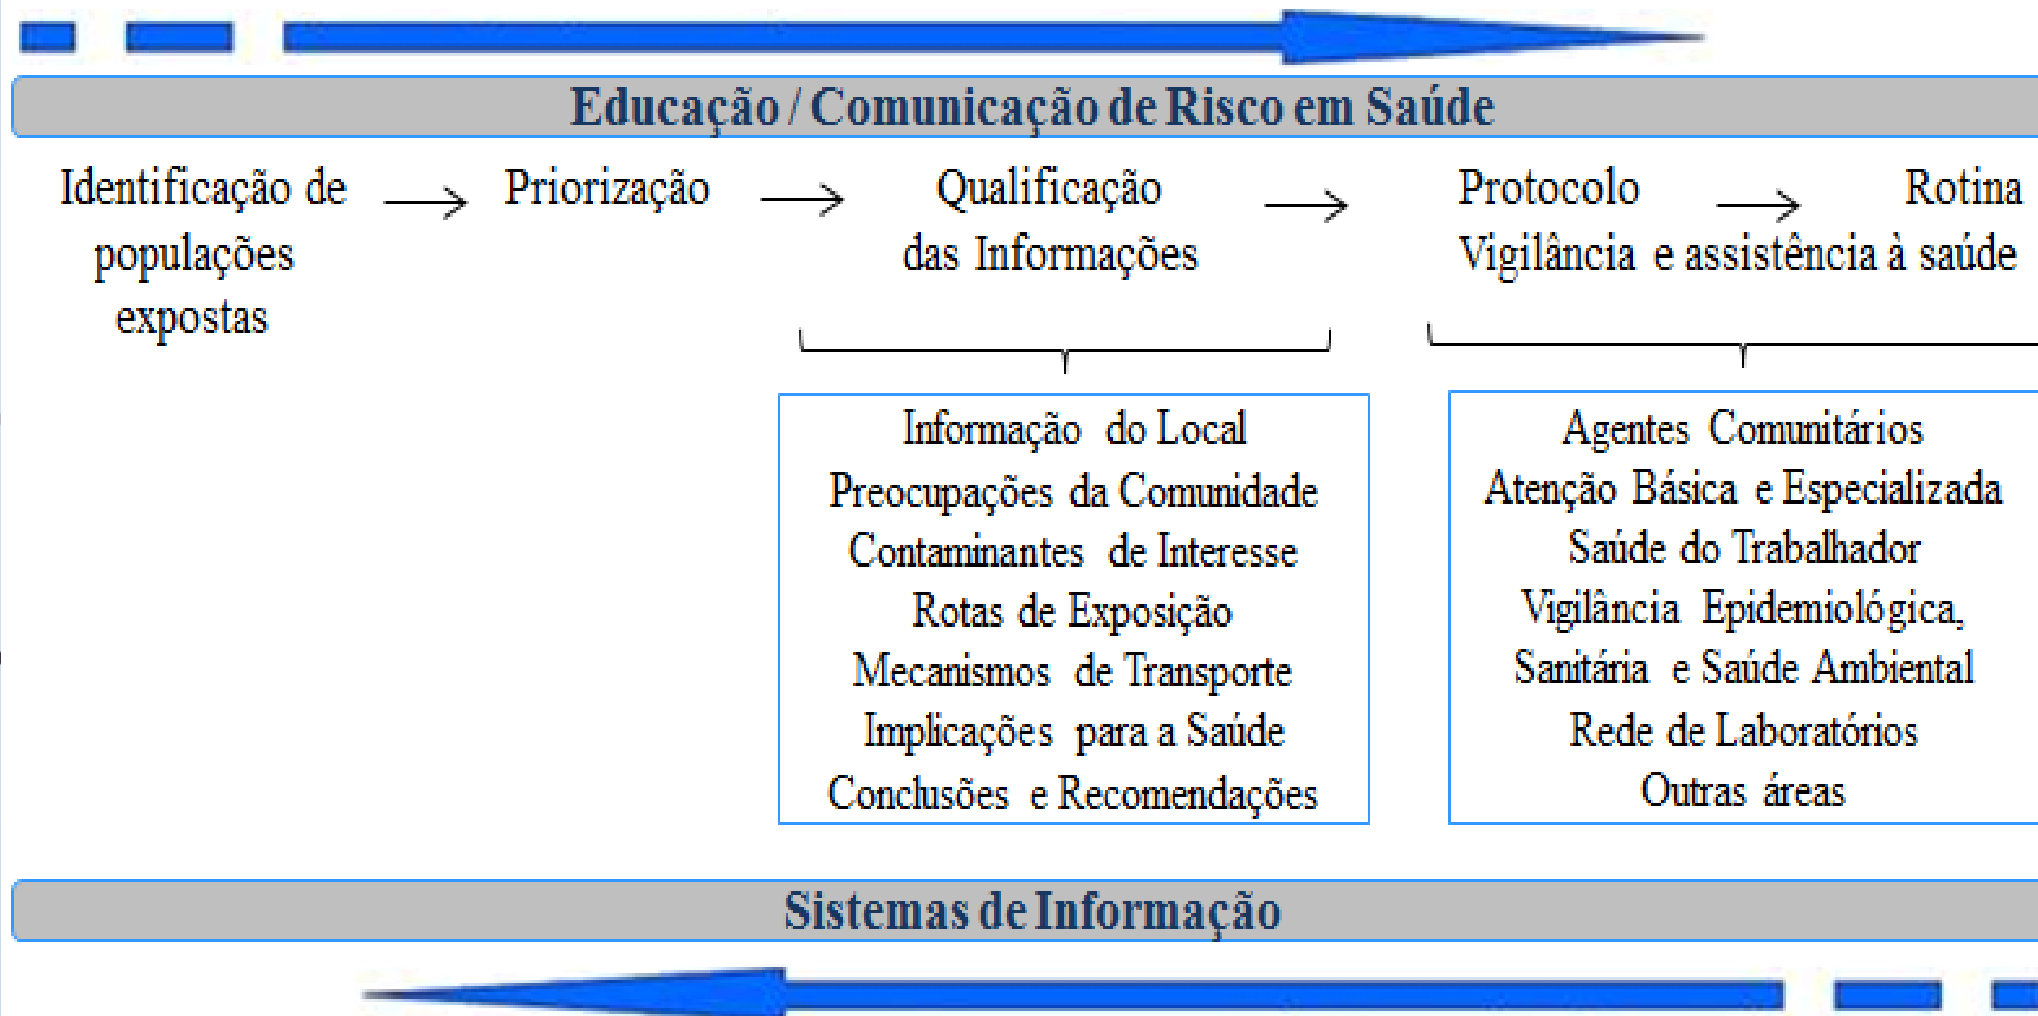 Educação / Comunicação de Risco em Saúde
Identificação de
populações
expostas
Priorização
Qualificação
das Informações
Protocolo
Rotina
Vigilância e assistência à saúde
Informação do Local
Preocupações da Comunidade
Contaminantes de Interesse
Rotas de Exposição
Mecanismos de Transporte
Implicações para a Saúde
Conclusões e Recomendações
Agentes Comunitários
Atenção Básica e Especializada
Saúde do Trabalhador
Vigilância Epidemiológica,
Sanitária e Saúde Ambiental
Rede de Laboratórios
Outras áreas
Sistemas de Informação